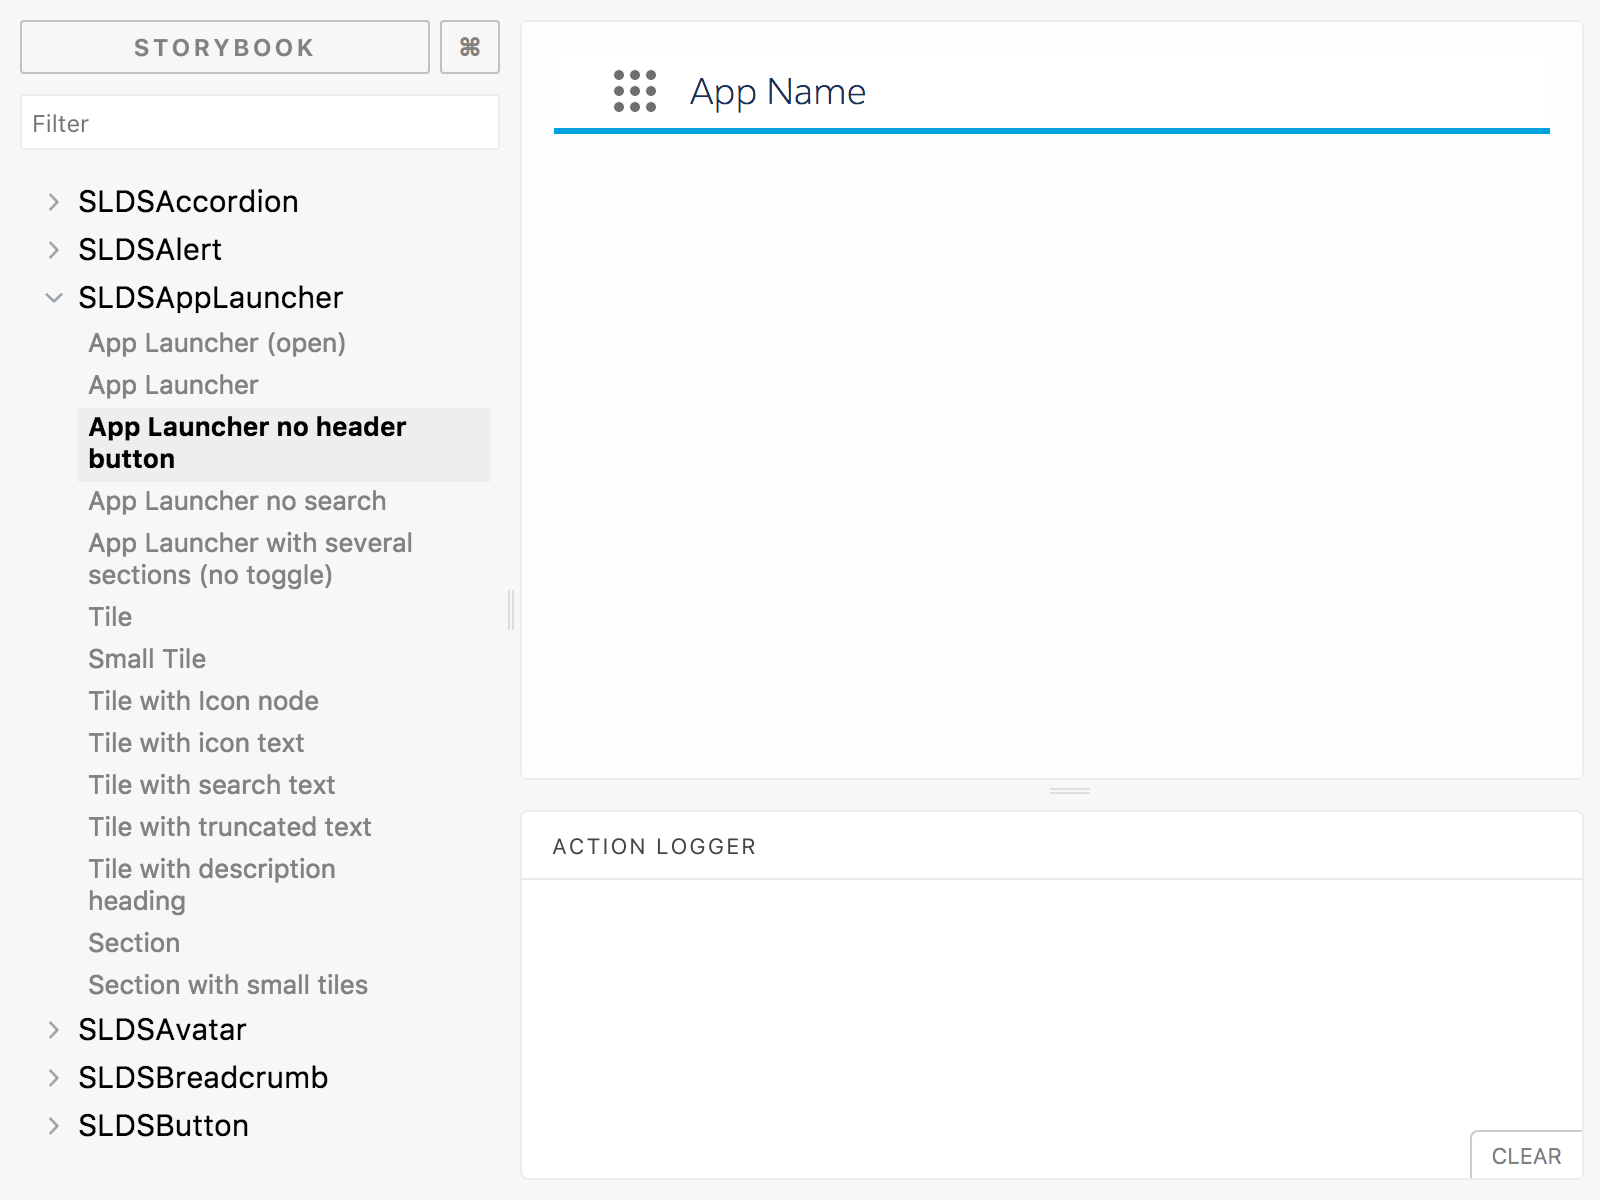 STORYBOOK
⌘
Filter
SLDSAccordion
SLDSAlert
SLDSAppLauncher
App Launcher (open)
App Launcher
App Launcher no header
button
App Launcher no search
App Launcher with several
sections (no toggle)
Tile
Small Tile
Tile with Icon node
Tile with icon text
Tile with search text
Tile with truncated text
Tile with description
heading
Section
Section with small tiles
SLDSAvatar
SLDSBreadcrumb
SLDSButton
App Name
ACTION LOGGER
CLEAR